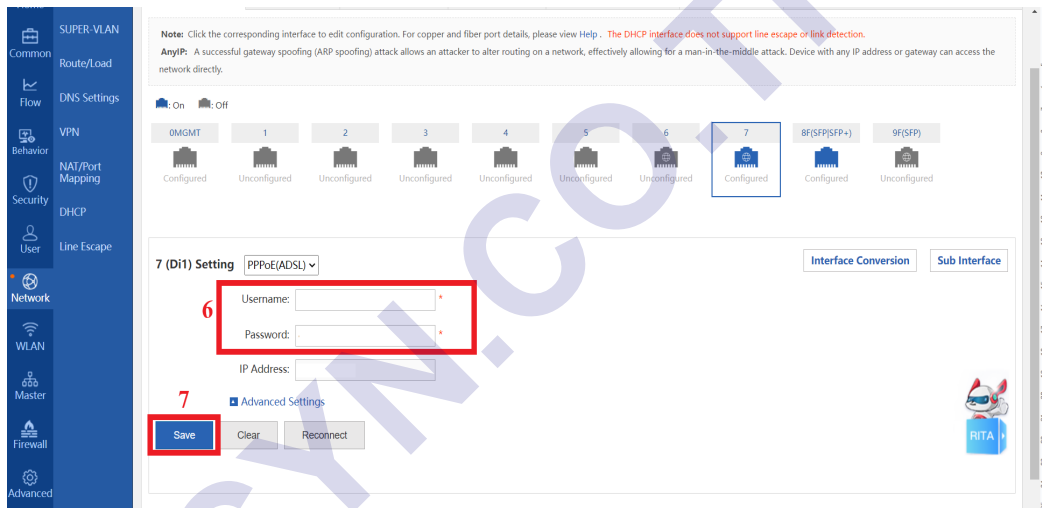 SUPER-VLAN
Common
Route/Load
Flow
DNS Settings
VPN
Behavior
NAT/Port
Mapping
Security
DHCP
User
Line Escape
Network
WLAN
Master
Firewall
Advanced
Note: Click the corresponding interface to edit configuration. For copper and fiber port details, please view Help . The DHCP interface does not support line escape or link detection.
AnyIP: A successful gateway spoofing (ARP spoofing) attack allows an attacker to alter routing on a network, effectively allowing for a man-in-the-middle attack. Device with any IP address or gateway can access the
network directly.
: On : Off
0MGMT 1 2 3 4 5 6 7 8F(SFP|SFP+) 9F(SFP)
Configured Unconfigured Unconfigured Unconfigured Unconfigured Unconfigured Unconfigured Configured Configured Unconfigured
7 (Di1) Setting PPPoE(ADSL) Interface Conversion Sub Interface
6
Username: *
Password: *
IP Address:
7
Advanced Settings
Save Clear Reconnect
RITA